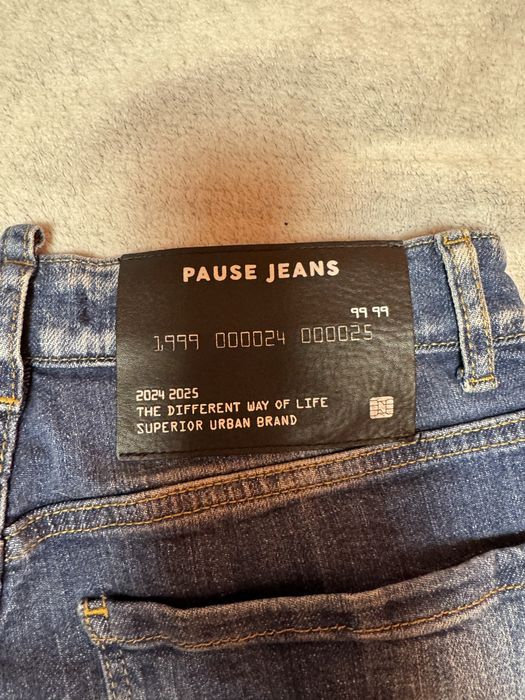 PAUSE JEANS
99 99
1999 000024 000025
2024 2025
THE DIFFERENT WAY OF LIFE
SUPERIOR URBAN BRAND